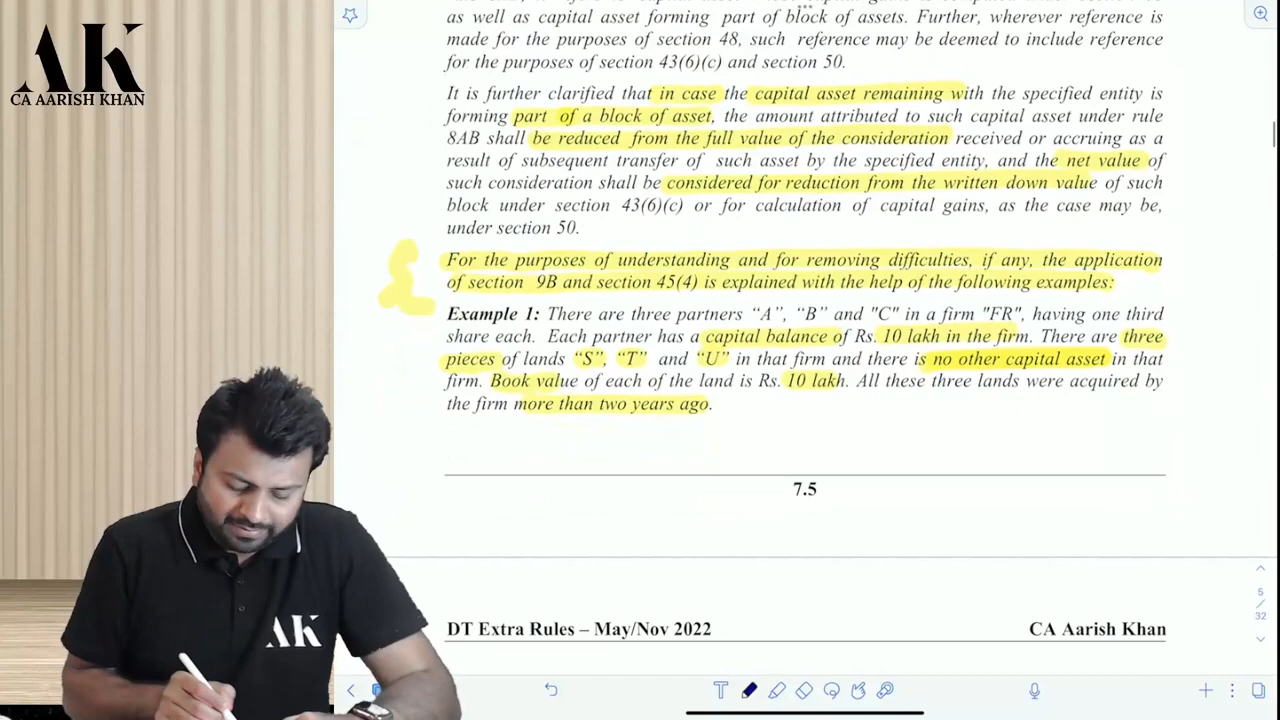 AK
CA AARISH KHAN
as well as capital asset forming part of block of assets. Further, wherever reference is
made for the purposes of section 48, such reference may be deemed to include reference
for the purposes of section 43(6)(c) and section 50.
It is further clarified that in case the capital asset remaining with the specified entity is
forming part of a block of asset, the amount attributed to such capital asset under rule
8AB shall be reduced from the full value of the consideration received or accruing as a
result of subsequent transfer of such asset by the specified entity, and the net value of
such consideration shall be considered for reduction from the written down value of such
block under section 43(6)(c) or for calculation of capital gains, as the case may be,
under section 50.
For the purposes of understanding and for removing difficulties, if any, the application
of section 9B and section 45(4) is explained with the help of the following examples:
Example 1: There are three partners “A”, “B” and "C" in a firm "FR", having one third
share each. Each partner has a capital balance of Rs. 10 lakh in the firm. There are three
pieces of lands “S”, “T” and “U” in that firm and there is no other capital asset in that
firm. Book value of each of the land is Rs. 10 lakh. All these three lands were acquired by
the firm more than two years ago.
7.5
DT Extra Rules – May/Nov 2022 CA Aarish Khan
5
/
32
AK
T